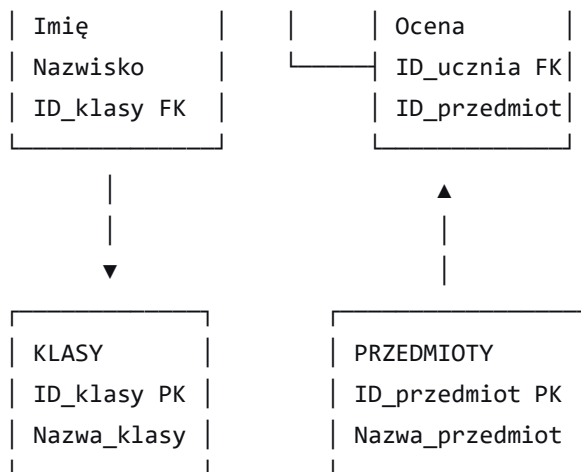 Imię
Nazwisko
ID_klasy FK
Ocena
ID_ucznia FK
ID_przedmiot
KLASY
ID_klasy PK
Nazwa_klasy
PRZEDMIOTY
ID_przedmiot PK
Nazwa_przedmiot